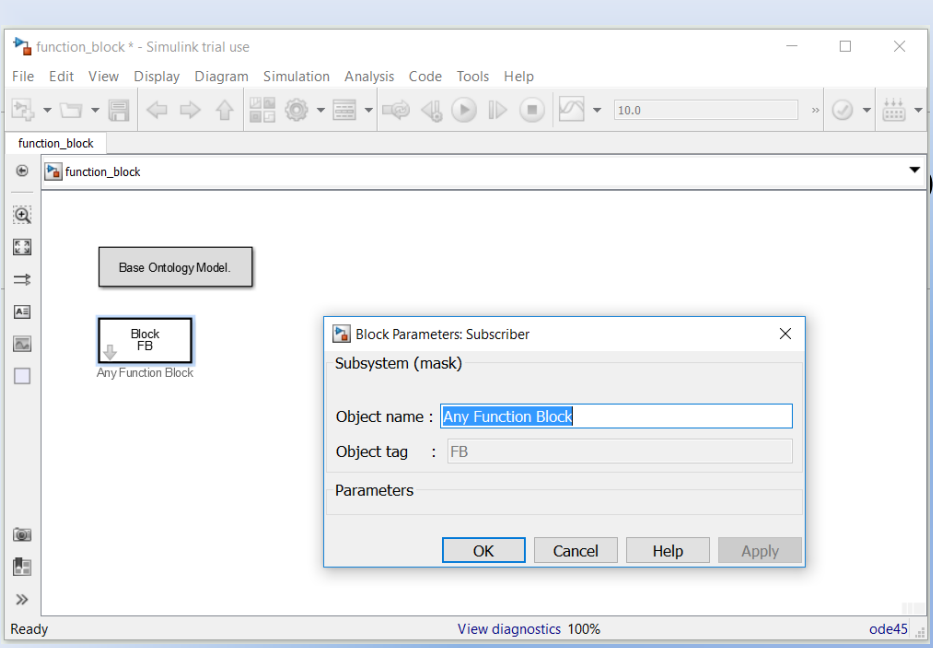 function_block * - Simulink trial use
File Edit View Display Diagram Simulation Analysis Code Tools Help
10.0 »
function_block
function_block
Base Ontology Model.
Block
FB
Any Function Block
Block Parameters: Subscriber
Subsystem (mask)
Object name : Any Function Block
Object tag : FB
Parameters
OK Cancel Help Apply
Ready View diagnostics 100% ode45